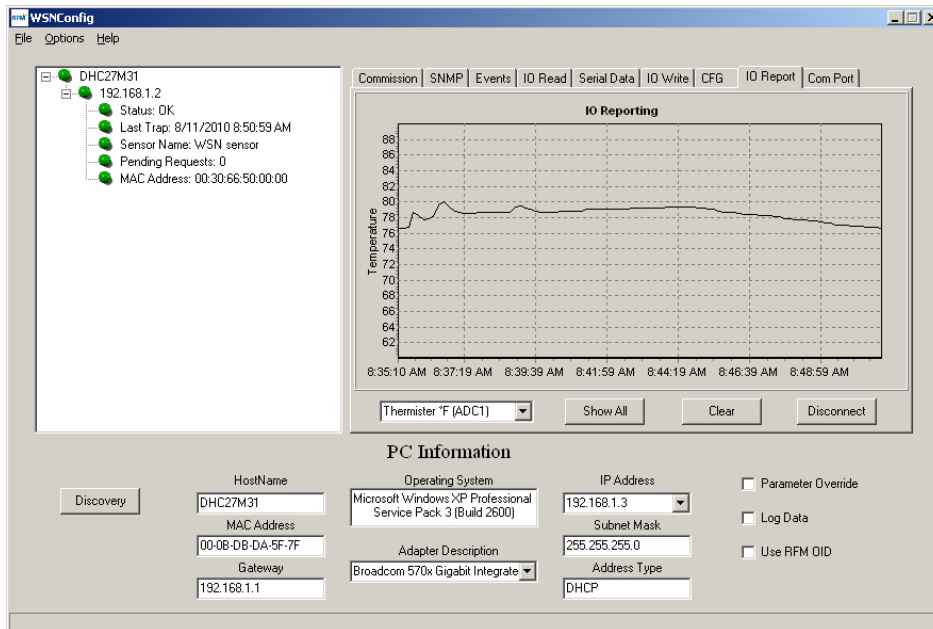 WSNConfig
File Options Help
DHC27M31
192.168.1.2
Status: OK
Last Trap: 8/11/2010 8:50:59 AM
Sensor Name: WSN sensor
Pending Requests: 0
MAC Address: 00:30:66:50:00:00
Commission SNMP Events IO Read Serial Data IO Write CFG IO Report Com Port
IO Reporting
Temperature
88
86
84
82
80
78
76
74
72
70
68
66
64
62
8:35:10 AM 8:37:19 AM 8:39:39 AM 8:41:59 AM 8:44:19 AM 8:46:39 AM 8:48:59 AM
Thermister *F (ADC1) Show All Clear Disconnect
PC Information
Discovery
HostName
DHC27M31
MAC Address
00-0B-DB-DA-5F-7F
Gateway
192.168.1.1
Operating System
Microsoft Windows XP Professional
Service Pack 3 (Build 2600)
Adapter Description
Broadcom 570x Gigabit Integrate
IP Address
192.168.1.3
Subnet Mask
255.255.255.0
Address Type
DHCP
Parameter Override
Log Data
Use RFM OID